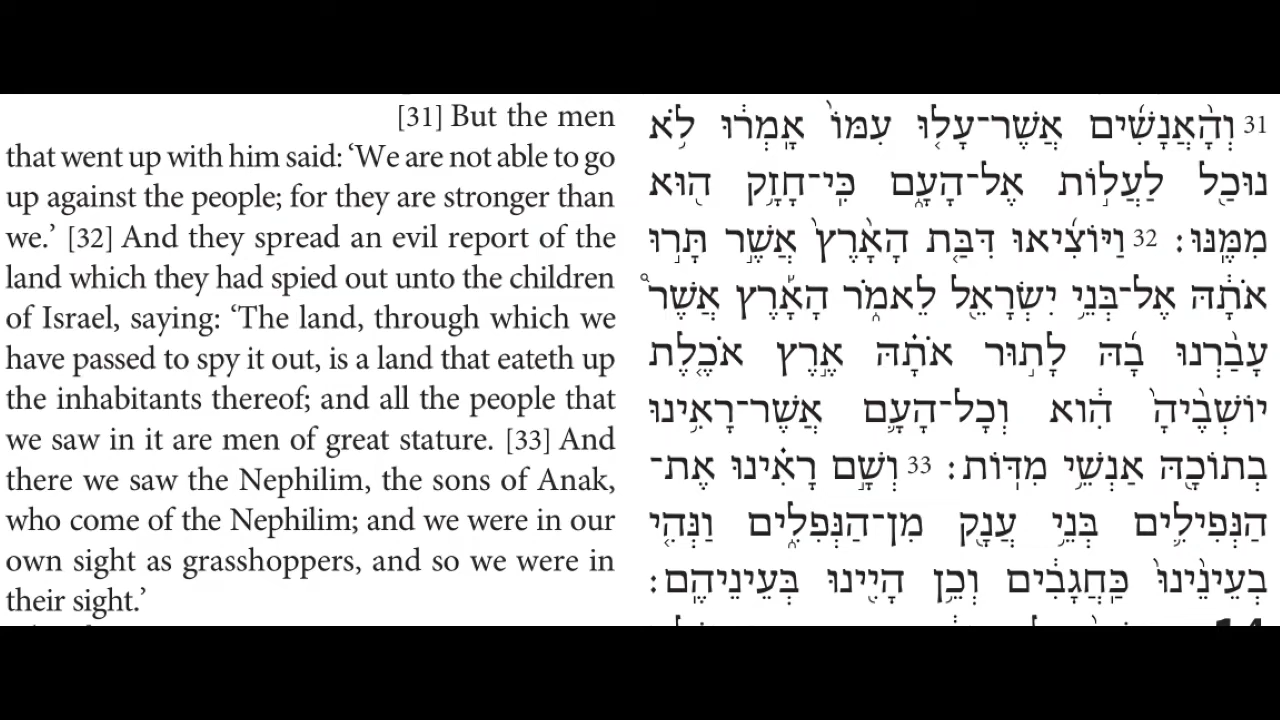 [31] But the men
that went up with him said: ‘We are not able to go
up against the people; for they are stronger than
we.’ [32] And they spread an evil report of the
land which they had spied out unto the children
of Israel, saying: ‘The land, through which we
have passed to spy it out, is a land that eateth up
the inhabitants thereof; and all the people that
we saw in it are men of great stature. [33] And
there we saw the Nephilim, the sons of Anak,
who come of the Nephilim; and we were in our
own sight as grasshoppers, and so we were in
their sight.’
31 וְהָ֨אֲנָשִׁ֜ים אֲשֶׁר־עָל֤וּ עִמּוֹ֙ אָֽמְר֔וּ לֹ֥א
נוּכַ֖ל לַעֲל֣וֹת אֶל־הָעָ֑ם כִּֽי־חָזָ֥ק ה֖וּא
מִמֶּֽנּוּ׃ 32 וַיּוֹצִ֜יאוּ דִּבַּ֤ת הָאָ֙רֶץ֙ אֲשֶׁ֣ר תָּר֣וּ
אֹתָ֔הּ אֶל־בְּנֵ֥י יִשְׂרָאֵ֖ל לֵאמֹ֑ר הָאָ֡רֶץ אֲשֶׁר֩
עָבַ֨רְנוּ בָ֜הּ לָת֣וּר אֹתָ֗הּ אֶ֣רֶץ אֹכֶ֤לֶת
יוֹשְׁבֶ֙יהָ֙ הִ֔וא וְכׇל־הָעָ֛ם אֲשֶׁר־רָאִ֥ינוּ
בְתוֹכָ֖הּ אַנְשֵׁ֥י מִדּֽוֹת׃ 33 וְשָׁ֣ם רָאִ֗ינוּ אֶת־
הַנְּפִילִ֛ים בְּנֵ֥י עֲנָ֖ק מִן־הַנְּפִלִ֑ים וַנְּהִ֤י
בְעֵינֵ֙ינוּ֙ כַּֽחֲגָבִ֔ים וְכֵ֥ן הָיִ֖ינוּ בְּעֵינֵיהֶֽם׃